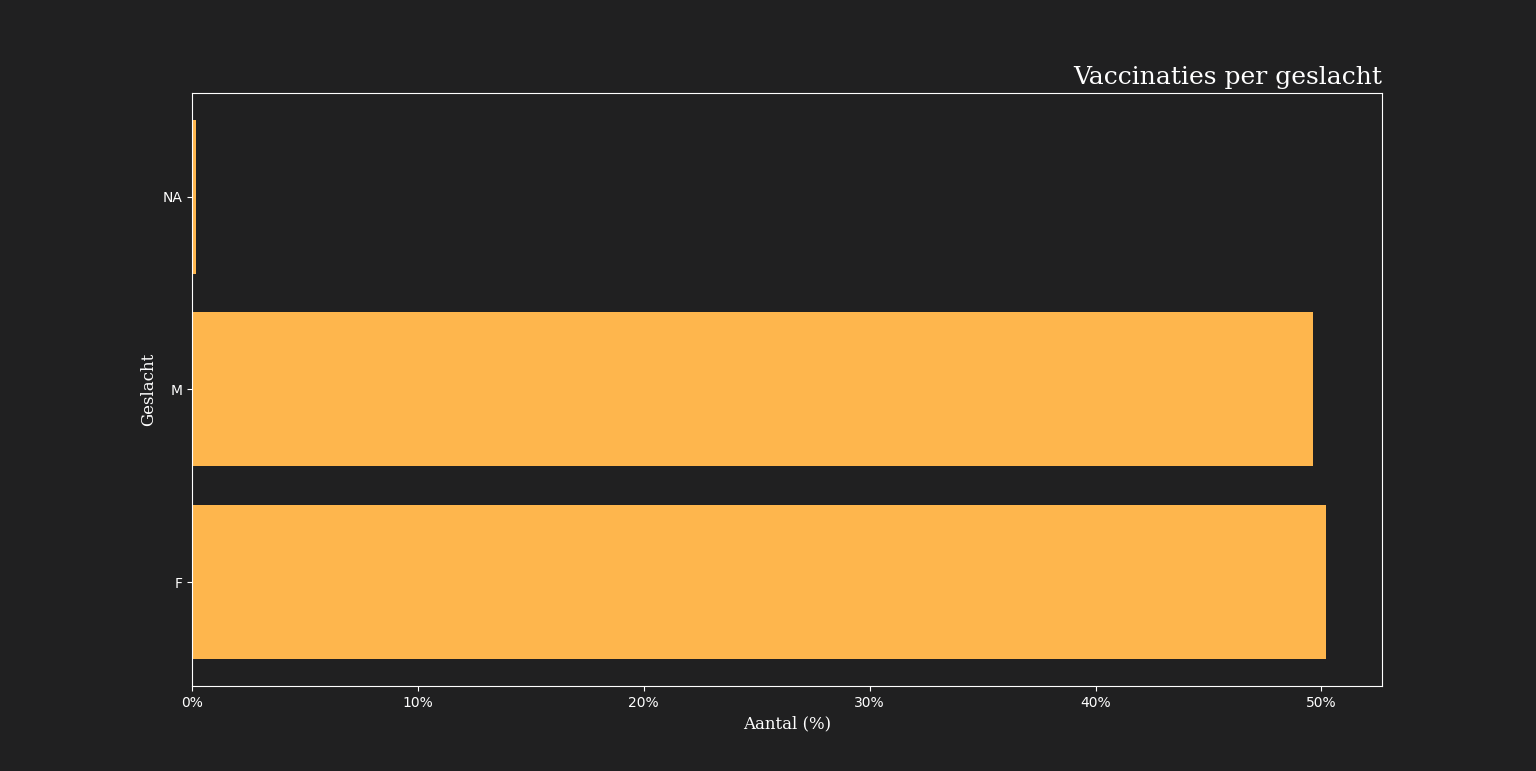 Vaccinaties per geslacht
NA
M
F
Geslacht
0% 10% 20% 30% 40% 50%
Aantal (%)